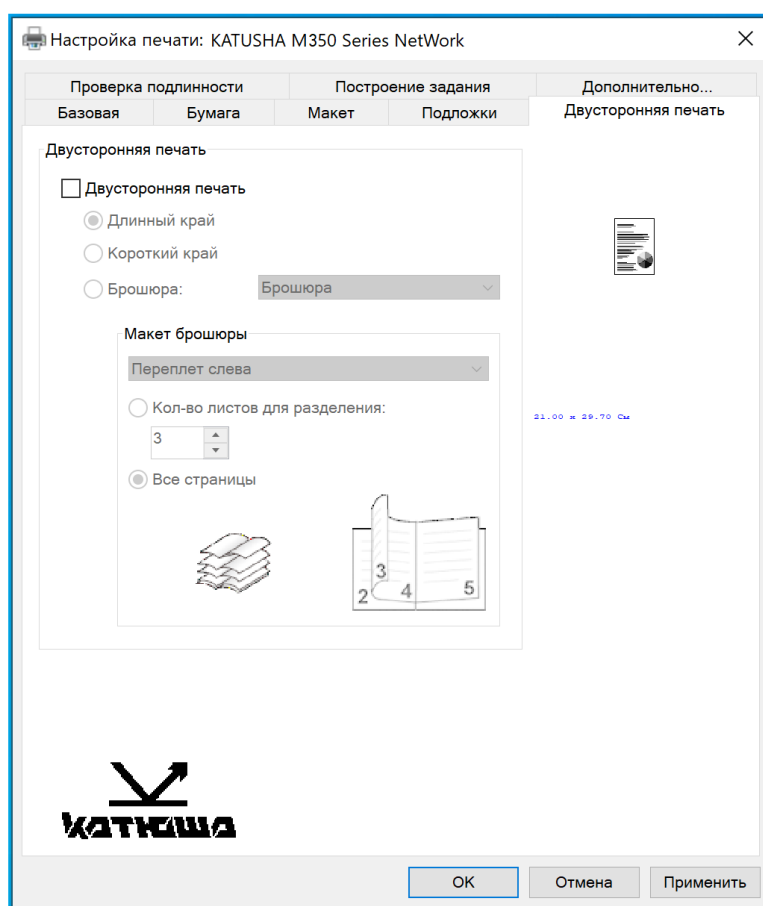 Настройка печати: KATUSHA M350 Series NetWork
Проверка подлинности Построение задания Дополнительно...
Базовая Бумага Макет Подложки Двусторонняя печать
Двусторонняя печать
Двусторонняя печать
Длинный край
Короткий край
Брошюра: Брошюра
Макет брошюры
Переплет слева
Кол-во листов для разделения:
3
21.00 x 29.70 См
Все страницы
2 3 4 5
катюша
OK Отмена Применить